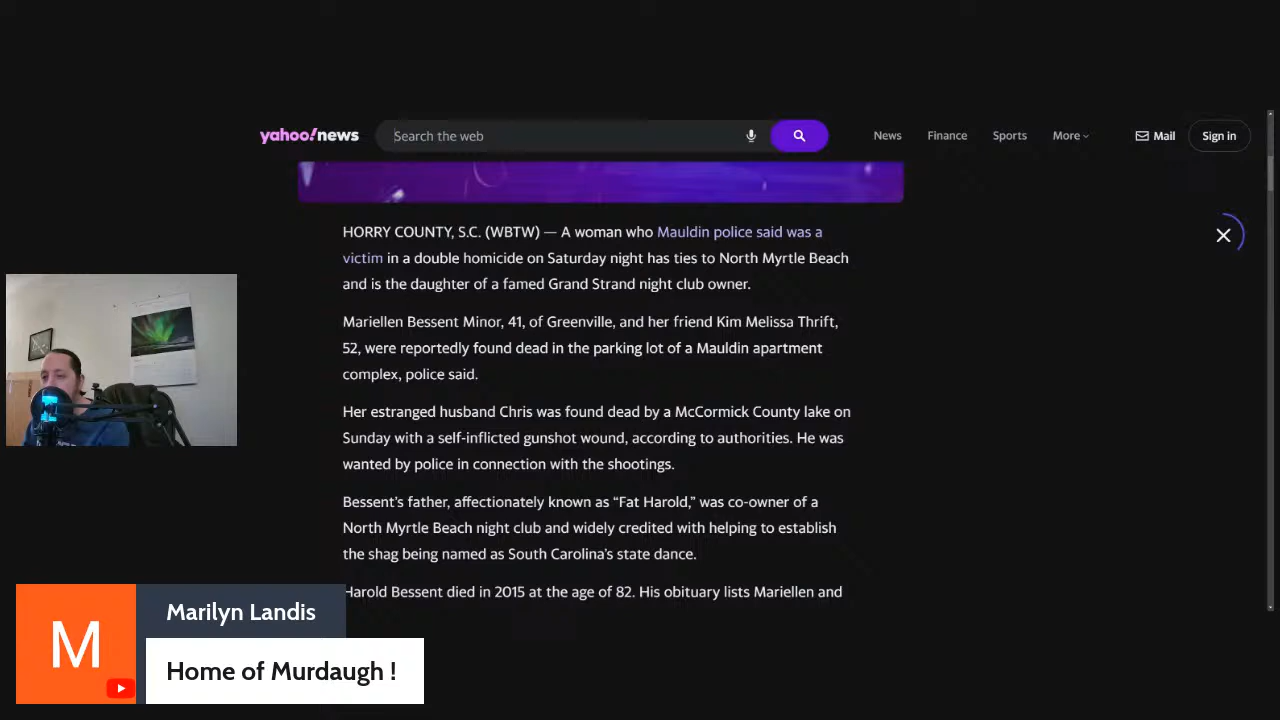 yahoo!news
Search the web
News
Finance
Sports
More
Mail
Sign in
HORRY COUNTY, S.C. (WBTW) — A woman who Mauldin police said was a
victim in a double homicide on Saturday night has ties to North Myrtle Beach
and is the daughter of a famed Grand Strand night club owner.
Mariellen Bessent Minor, 41, of Greenville, and her friend Kim Melissa Thrift,
52, were reportedly found dead in the parking lot of a Mauldin apartment
complex, police said.
Her estranged husband Chris was found dead by a McCormick County lake on
Sunday with a self-inflicted gunshot wound, according to authorities. He was
wanted by police in connection with the shootings.
Bessent’s father, affectionately known as “Fat Harold,” was co-owner of a
North Myrtle Beach night club and widely credited with helping to establish
the shag being named as South Carolina’s state dance.
Harold Bessent died in 2015 at the age of 82. His obituary lists Mariellen and
M
Marilyn Landis
Home of Murdaugh !